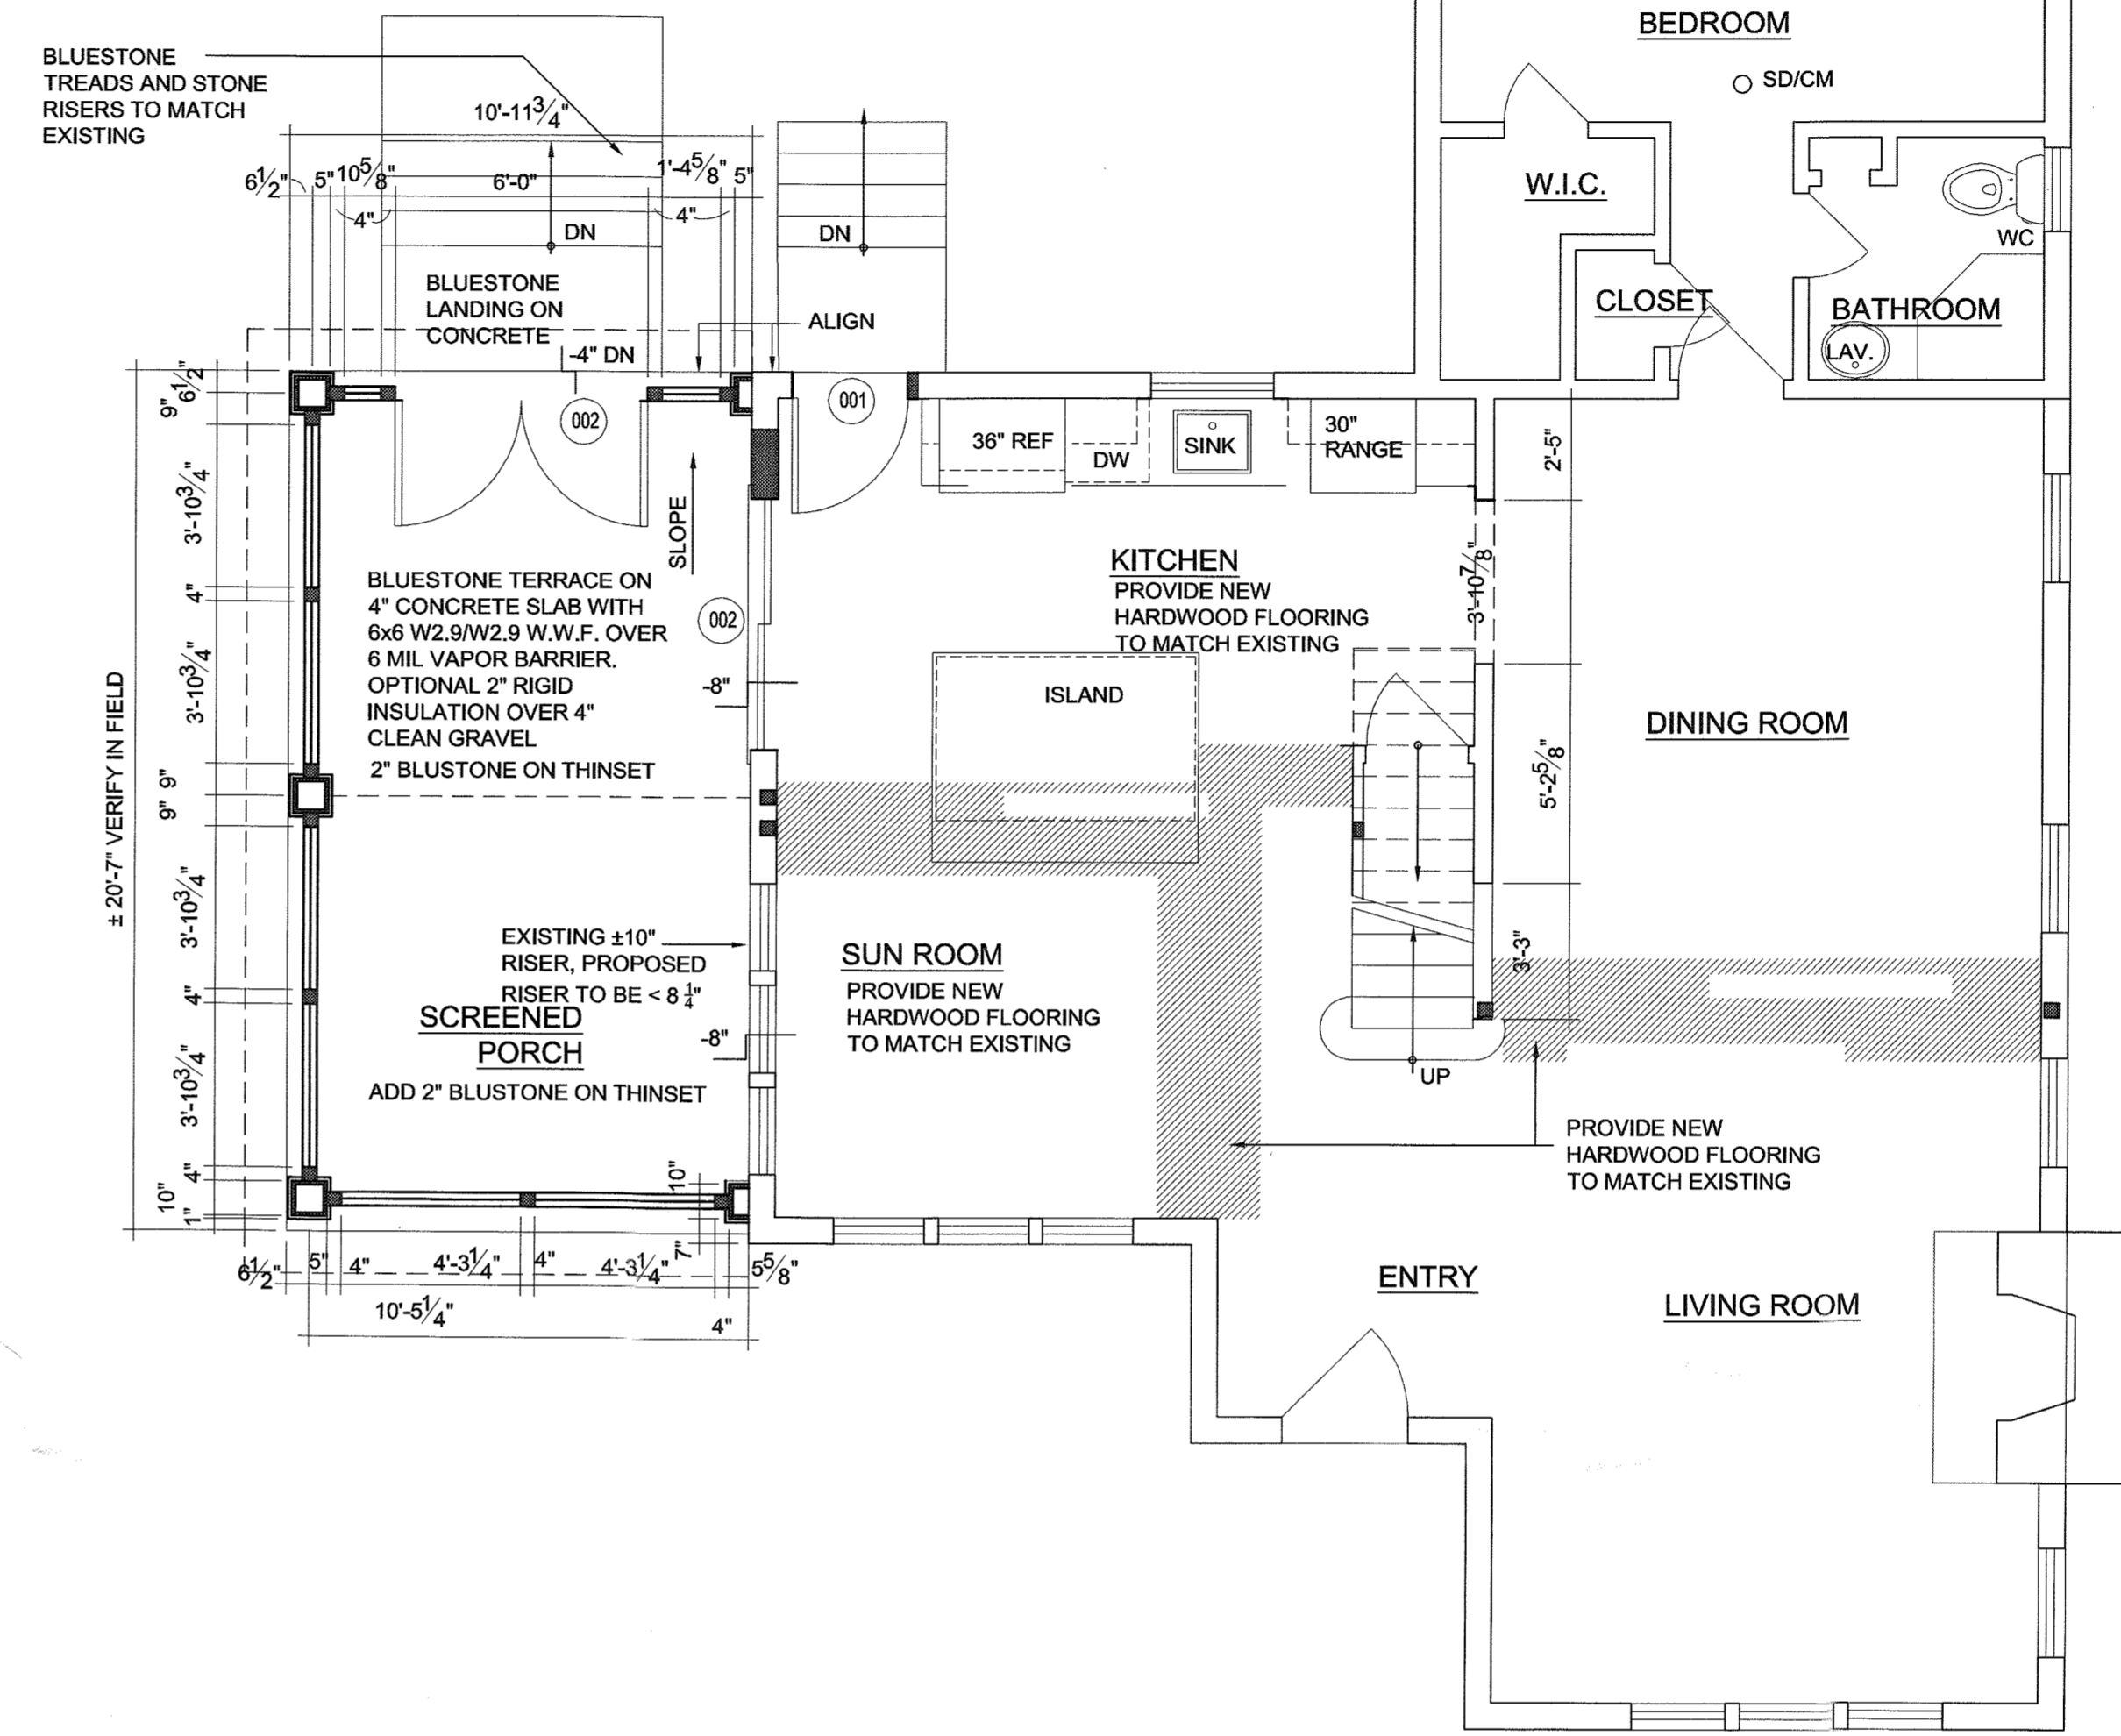 BEDROOM
SD/CM
BLUESTONE
TREADS AND STONE
RISERS TO MATCH
EXISTING
10'-11 3/4"
6 1/2"
5"
10 5/8"
6'-0"
1'-4 5/8"
5"
4"
4"
DN
DN
W.I.C.
WC
BLUESTONE
LANDING ON
CONCRETE
-4" DN
ALIGN
CLOSET
BATHROOM
LAV.
6 1/2"
9"
002
001
36" REF
DW
SINK
30"
RANGE
2'-5"
3'-10 3/4"
SLOPE
4"
BLUESTONE TERRACE ON
4" CONCRETE SLAB WITH
6x6 W2.9/W2.9 W.W.F. OVER
6 MIL VAPOR BARRIER.
OPTIONAL 2" RIGID
INSULATION OVER 4"
CLEAN GRAVEL
2" BLUSTONE ON THINSET
002
-8"
KITCHEN
PROVIDE NEW
HARDWOOD FLOORING
TO MATCH EXISTING
3'-10 7/8"
ISLAND
DINING ROOM
3'-10 3/4"
± 20'-7" VERIFY IN FIELD
9"
9"
5'-2 5/8"
3'-10 3/4"
EXISTING ±10"
RISER, PROPOSED
RISER TO BE < 8 1/4"
SCREENED
PORCH
ADD 2" BLUSTONE ON THINSET
-8"
SUN ROOM
PROVIDE NEW
HARDWOOD FLOORING
TO MATCH EXISTING
3'-3"
4"
3'-10 3/4"
UP
PROVIDE NEW
HARDWOOD FLOORING
TO MATCH EXISTING
4"
10"
1"
10"
7"
6 1/2"
5"
4"
4'-3 1/4"
4"
4'-3 1/4"
5 5/8"
10'-5 1/4"
4"
ENTRY
LIVING ROOM